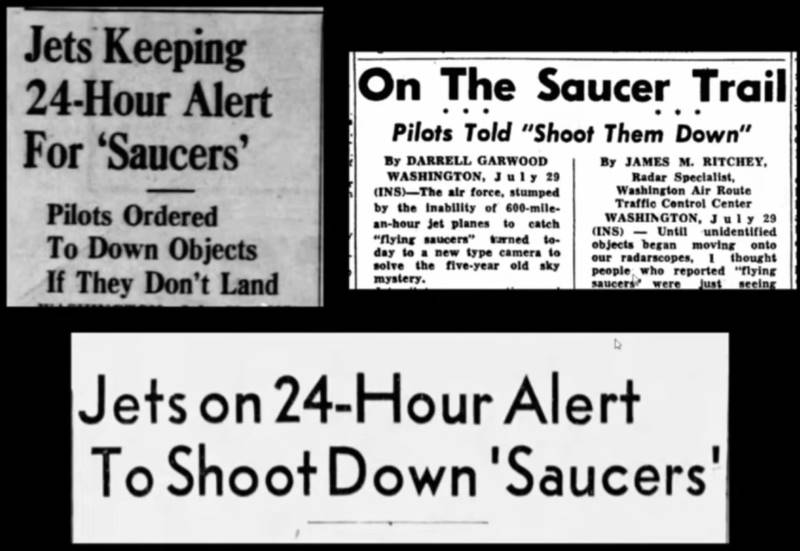 Jets Keeping
24-Hour Alert
For 'Saucers'
Pilots Ordered
To Down Objects
If They Don't Land
On The Saucer Trail
Pilots Told "Shoot Them Down"
By DARRELL GARWOOD
WASHINGTON, July 29
(INS)—The air force, stumped
by the inability of 600-mile-
an-hour jet planes to catch
"flying saucers" turned to-
day to a new type camera to
solve the five-year old sky
mystery.
By JAMES M. RITCHEY,
Radar Specialist,
Washington Air Route
Traffic Control Center
WASHINGTON, July 29
(INS) — Until unidentified
objects began moving onto
our radarscopes, I thought
people who reported "flying
saucers" were just seeing
Jets on 24-Hour Alert
To Shoot Down 'Saucers'